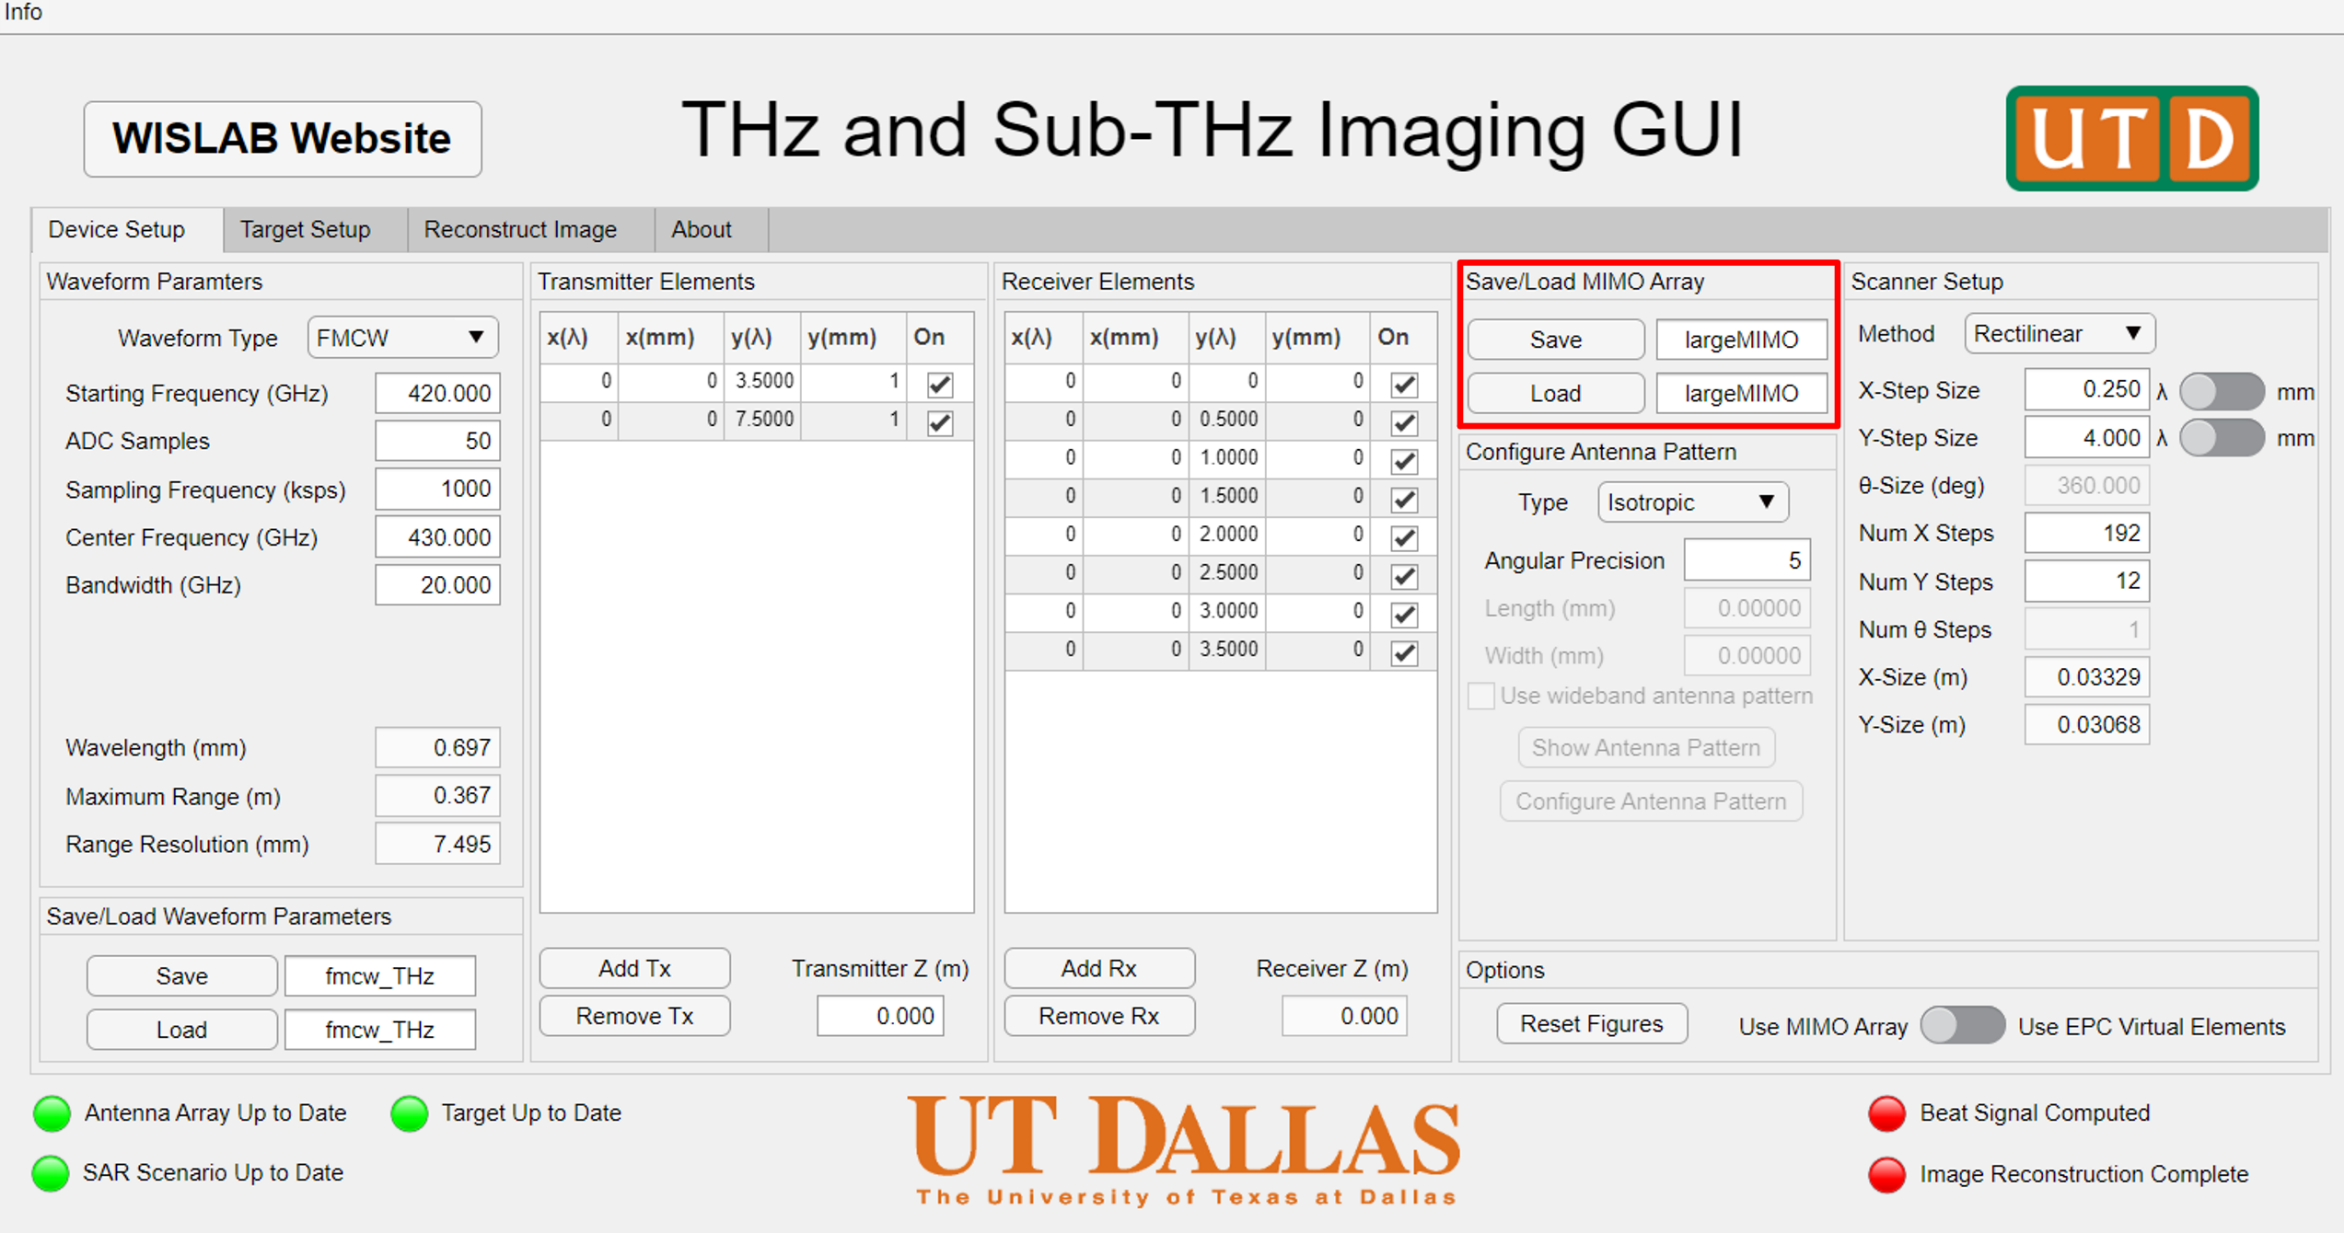 Info
WISLAB Website
THz and Sub-THz Imaging GUI
UTD
Device Setup
Target Setup
Reconstruct Image
About
Waveform Paramters
Waveform Type FMCW
Starting Frequency (GHz) 420.000
ADC Samples 50
Sampling Frequency (ksps) 1000
Center Frequency (GHz) 430.000
Bandwidth (GHz) 20.000
Wavelength (mm) 0.697
Maximum Range (m) 0.367
Range Resolution (mm) 7.495
Save/Load Waveform Parameters
Save fmcw_THz
Load fmcw_THz
Transmitter Elements
x(λ) x(mm) y(λ) y(mm) On
0 0 3.5000 1
0 0 7.5000 1
Add Tx
Remove Tx
Transmitter Z (m)
0.000
Receiver Elements
x(λ) x(mm) y(λ) y(mm) On
0 0 0 0
0 0 0.5000 0
0 0 1.0000 0
0 0 1.5000 0
0 0 2.0000 0
0 0 2.5000 0
0 0 3.0000 0
0 0 3.5000 0
Add Rx
Remove Rx
Receiver Z (m)
0.000
Save/Load MIMO Array
Save largeMIMO
Load largeMIMO
Configure Antenna Pattern
Type Isotropic
Angular Precision 5
Length (mm) 0.00000
Width (mm) 0.00000
Use wideband antenna pattern
Show Antenna Pattern
Configure Antenna Pattern
Scanner Setup
Method Rectilinear
X-Step Size 0.250 λ mm
Y-Step Size 4.000 λ mm
θ-Size (deg) 360.000
Num X Steps 192
Num Y Steps 12
Num θ Steps 1
X-Size (m) 0.03329
Y-Size (m) 0.03068
Options
Reset Figures
Use MIMO Array
Use EPC Virtual Elements
Antenna Array Up to Date
Target Up to Date
SAR Scenario Up to Date
UT DALLAS
The University of Texas at Dallas
Beat Signal Computed
Image Reconstruction Complete